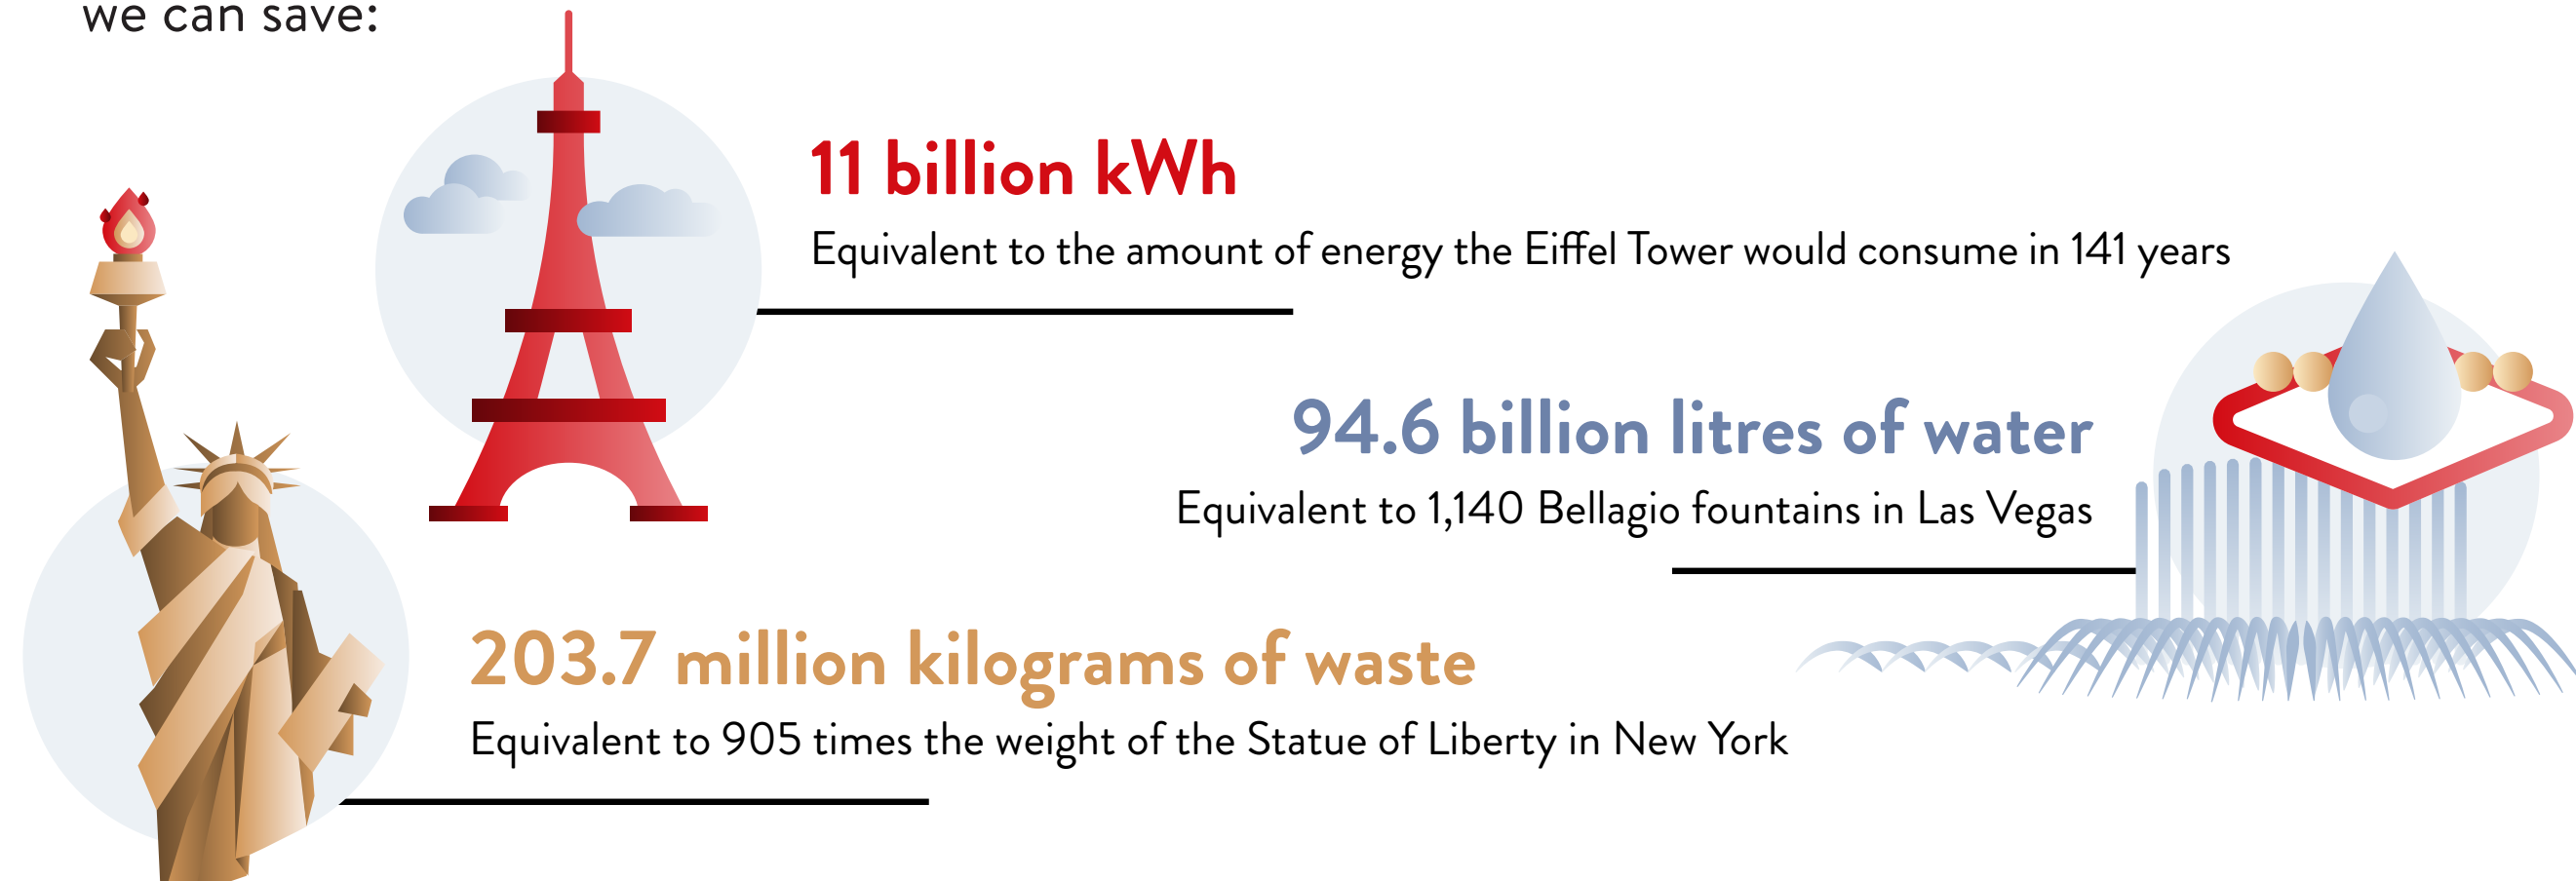 we can save:
11 billion kWh
Equivalent to the amount of energy the Eiffel Tower would consume in 141 years
94.6 billion litres of water
Equivalent to 1,140 Bellagio fountains in Las Vegas
203.7 million kilograms of waste
Equivalent to 905 times the weight of the Statue of Liberty in New York